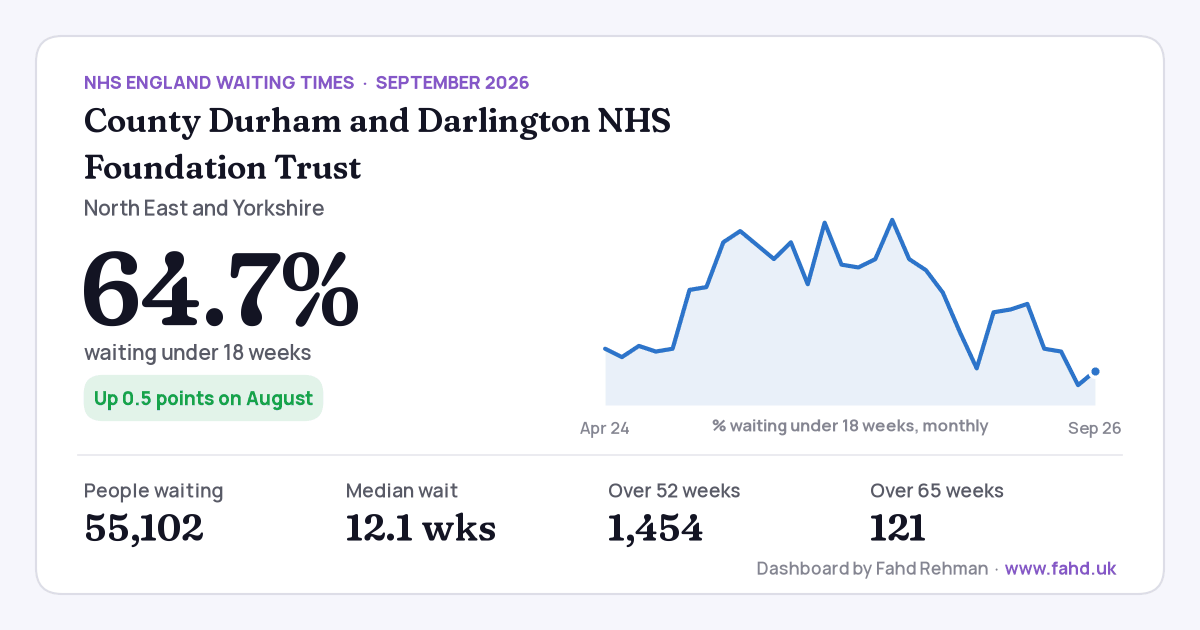 NHS ENGLAND WAITING TIMES · SEPTEMBER 2026
County Durham and Darlington NHS
Foundation Trust
North East and Yorkshire
64.7%
waiting under 18 weeks
Up 0.5 points on August
Apr 24
% waiting under 18 weeks, monthly
Sep 26
People waiting
55,102
Median wait
12.1 wks
Over 52 weeks
1,454
Over 65 weeks
121
Dashboard by Fahd Rehman · www.fahd.uk